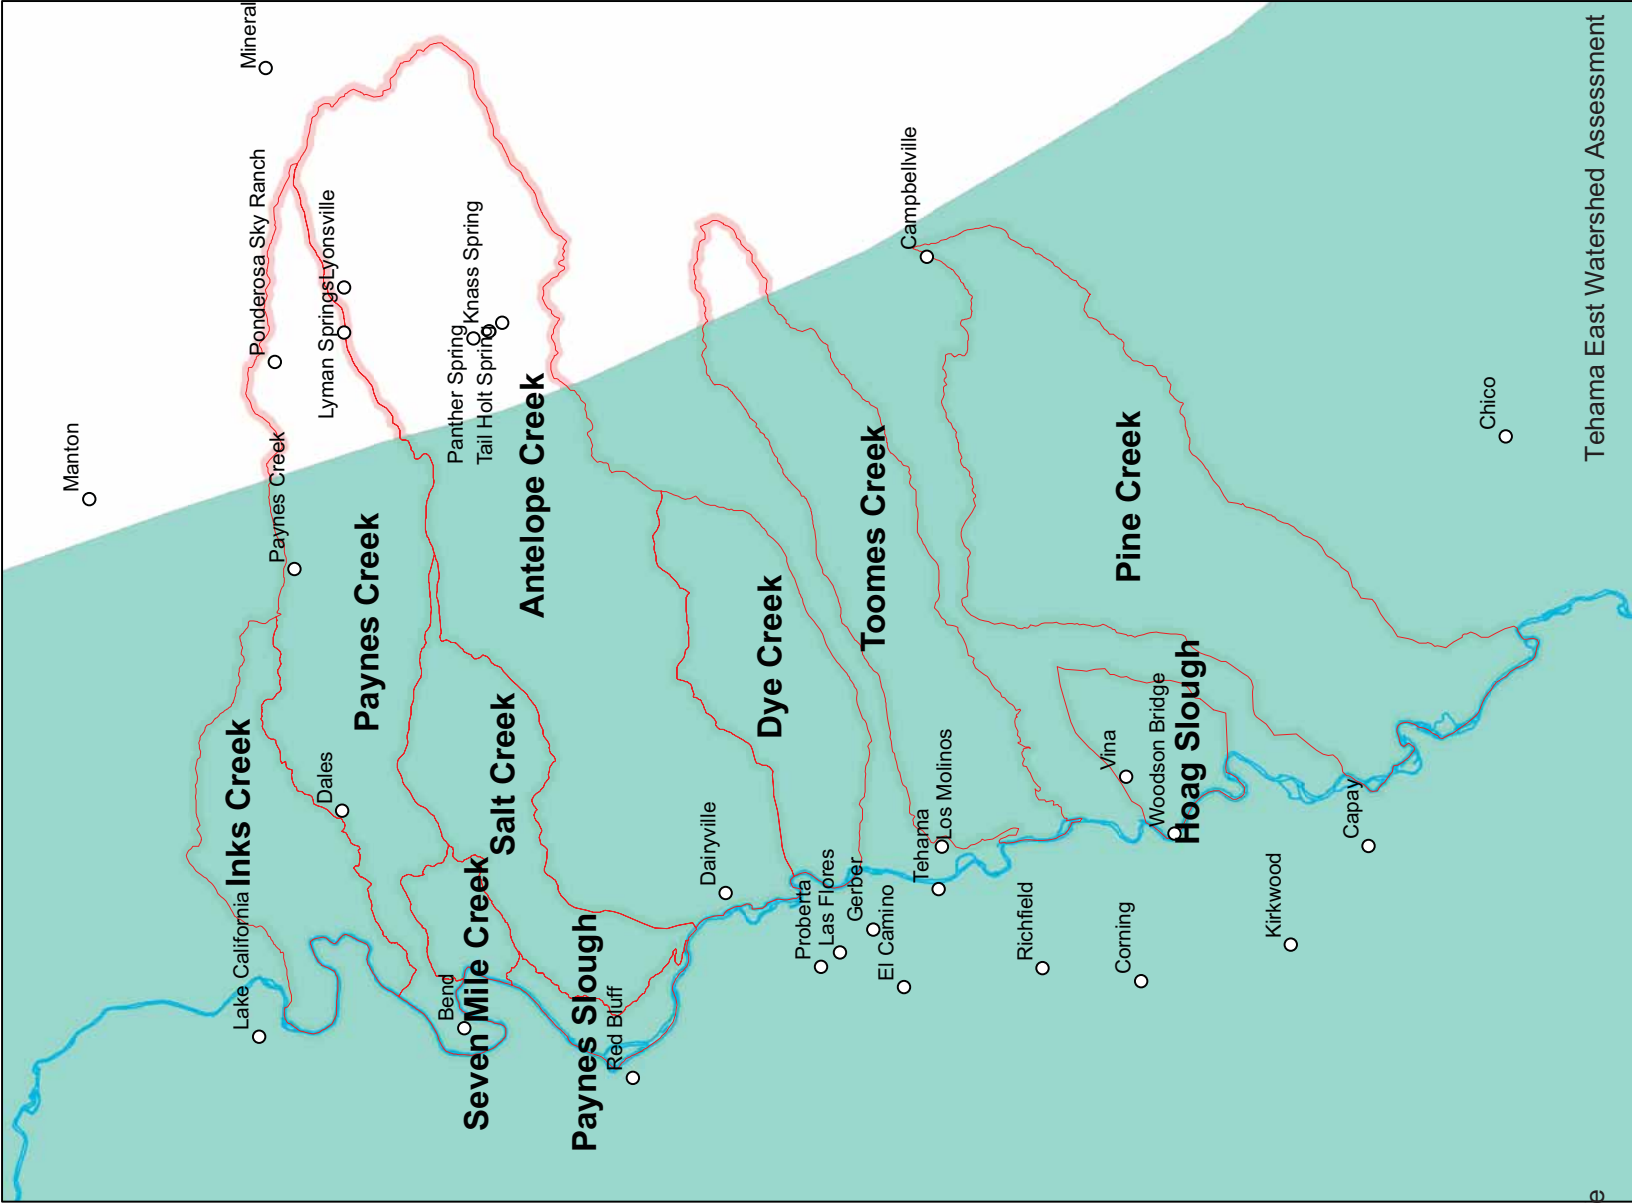 Mineral
Manton
Ponderosa Sky Ranch
Lyonsville
Lyman Springs
Knass Spring
Panther Spring
Tail Holt Spring
Paynes Creek
Campbellville
Chico
Antelope Creek
Paynes Creek
Toomes Creek
Pine Creek
Dye Creek
Inks Creek
Salt Creek
Dales
Lake California
Bend
Seven Mile Creek
Paynes Slough
Red Bluff
Dairyville
Proberta
Las Flores
Gerber
El Camino
Tehama
Los Molinos
Richfield
Corning
Vina
Woodson Bridge
Hoag Slough
Kirkwood
Capay
Tehama East Watershed Assessment
e